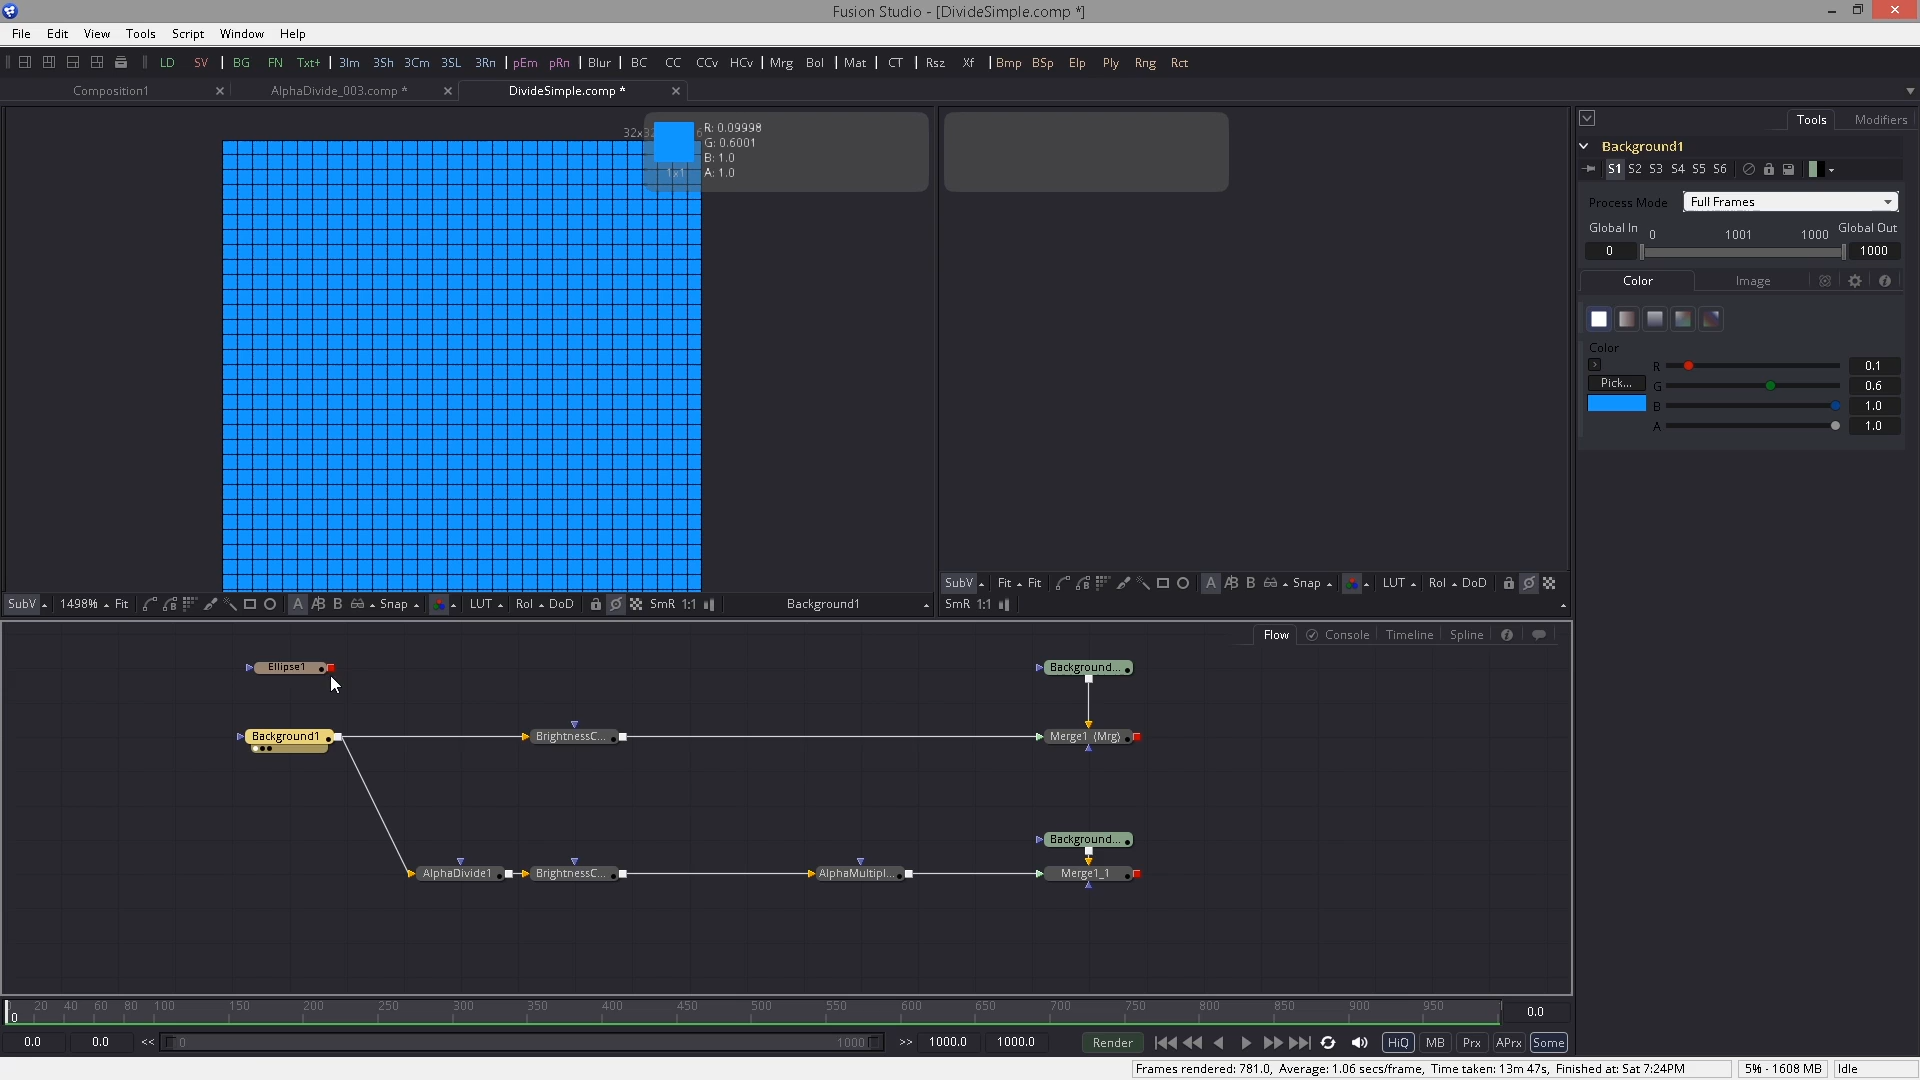 Fusion Studio - [DivideSimple.comp *]
File Edit View Tools Script Window Help
LD SV BG FN Txt+ 3Im 3Sh 3Cm 3SL 3Rn pEm pRn Blur BC CC CCv HCv Mrg Bol Mat CT Rsz Xf Bmp BSp Elp Ply Rng Rct
Composition1 AlphaDivide_003.comp * DivideSimple.comp *
R: 0.09998
G: 0.6001
B: 1.0
A: 1.0
1x1
SubV 1498% Fit A B Snap LUT RoI DoD SmR 1:1 Background1
SubV Fit Fit A B Snap LUT RoI DoD
SmR 1:1
Tools Modifiers
Background1
S1 S2 S3 S4 S5 S6
Process Mode Full Frames
Global In 0 1001 1000 Global Out
0 1000
Color Image
Color
R 0.1
Pick... G 0.6
B 1.0
A 1.0
Flow Console Timeline Spline
Ellipse1 Background...
Background1 BrightnessC... Merge1 (Mrg)
Background...
AlphaDivide1 BrightnessC... AlphaMultipl... Merge1_1
0 20 40 60 80 100 150 200 250 300 350 400 450 500 550 600 650 700 750 800 850 900 950 0.0
0.0 0.0 << 0 1000 >> 1000.0 1000.0 Render HiQ MB Prx APrx Some
Frames rendered: 781.0, Average: 1.06 secs/frame, Time taken: 13m 47s, Finished at: Sat 7:24PM 5% - 1608 MB Idle